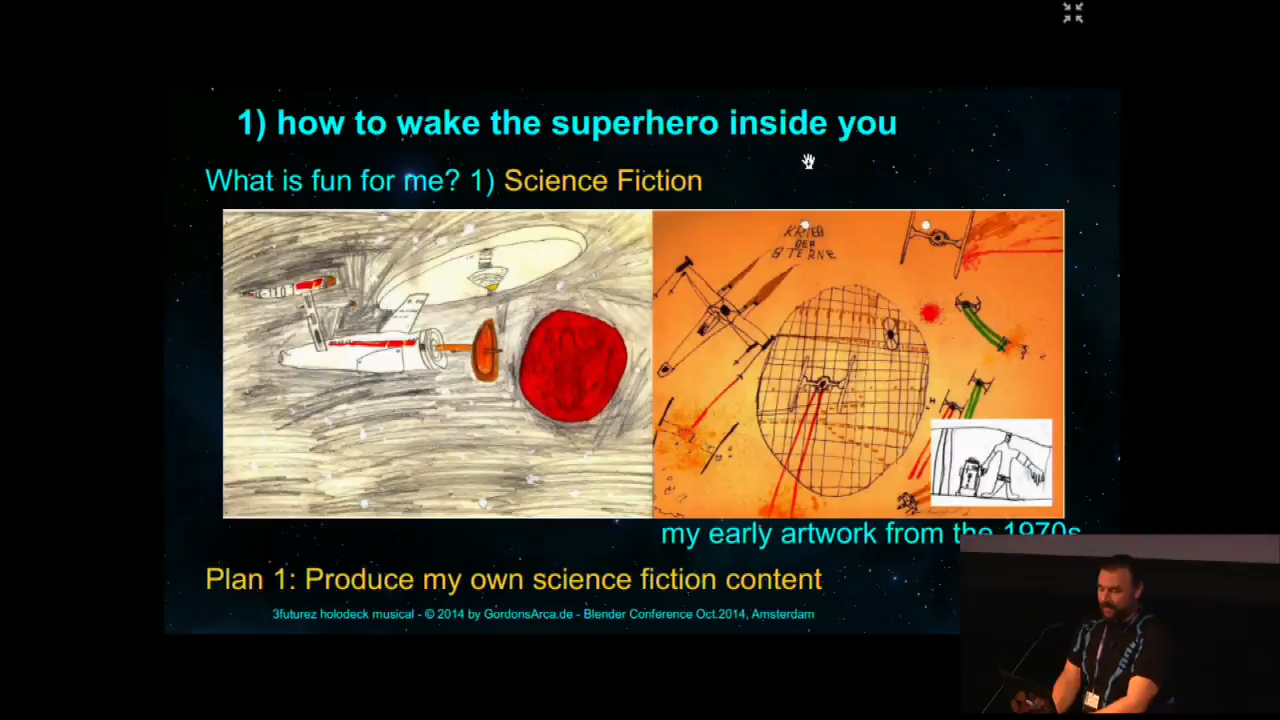 1) how to wake the superhero inside you
What is fun for me? 1) Science Fiction
KRIEG
DER
STERNE
my early artwork from the 1970s
Plan 1: Produce my own science fiction content
3futurez holodeck musical - © 2014 by GordonsArca.de - Blender Conference Oct.2014, Amsterdam